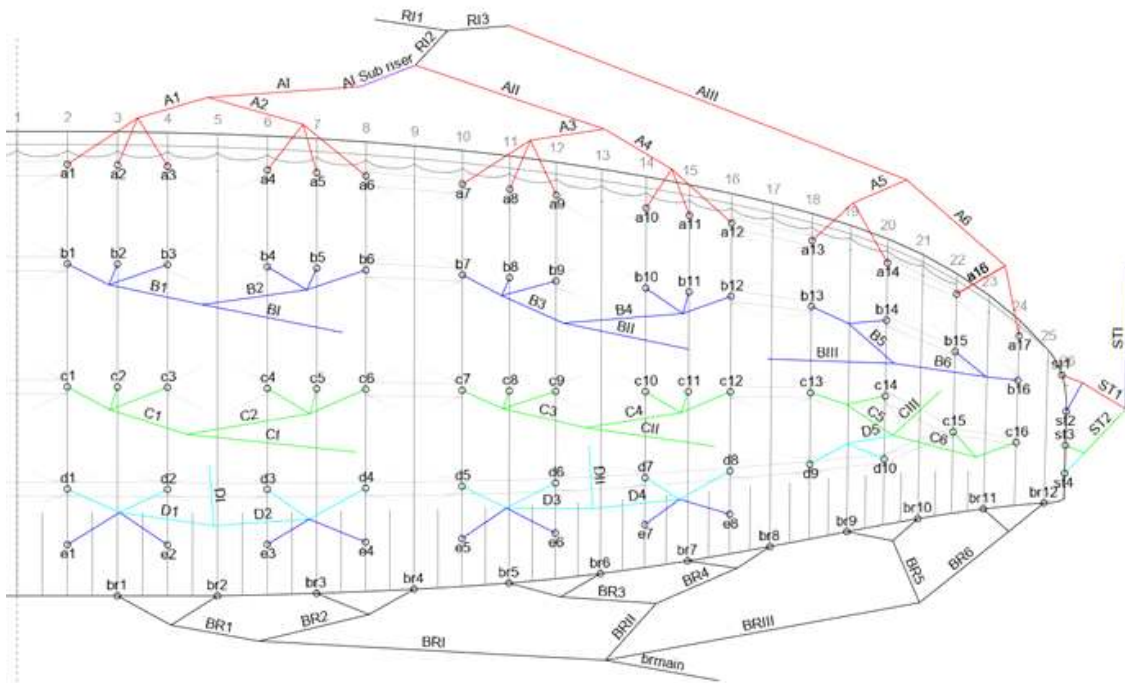 RI1
RI3
RI2
AI
AI
Sub riser
AII
AIII
A1
A2
A3
A4
A5
A6
1
2
3
4
5
6
7
8
9
10
11
12
13
14
15
16
17
18
19
20
21
22
23
24
25
26
a1
a2
a3
a4
a5
a6
a7
a8
a9
a10
a11
a12
a13
a14
a16
a17
b1
b2
b3
b4
b5
b6
b7
b8
b9
b10
b11
b12
b13
b14
b15
b16
B1
B2
BI
B3
B4
BII
B5
B6
BIII
STI
st1
ST1
st2
ST2
st3
st4
c1
c2
c3
c4
c5
c6
c7
c8
c9
c10
c11
c12
c13
c14
c15
c16
C1
C2
CI
C3
C4
CII
C5
C6
CIII
d1
d2
d3
d4
d5
d6
d7
d8
d9
d10
D1
DI
D2
D3
DII
D4
D5
e1
e2
e3
e4
e5
e6
e7
e8
br1
br2
br3
br4
br5
br6
br7
br8
br9
br10
br11
br12
BR1
BR2
BR3
BR4
BR5
BR6
BRI
BRII
BRIII
brmain